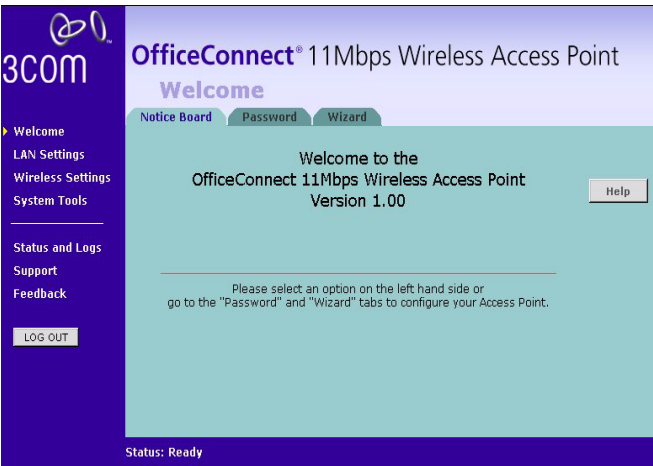 3COM
OfficeConnect® 11Mbps Wireless Access Point
Welcome
Notice Board
Password
Wizard
Welcome
LAN Settings
Wireless Settings
System Tools
Status and Logs
Support
Feedback
LOG OUT
Welcome to the
OfficeConnect 11Mbps Wireless Access Point
Version 1.00
Help
Please select an option on the left hand side or
go to the "Password" and "Wizard" tabs to configure your Access Point.
Status: Ready